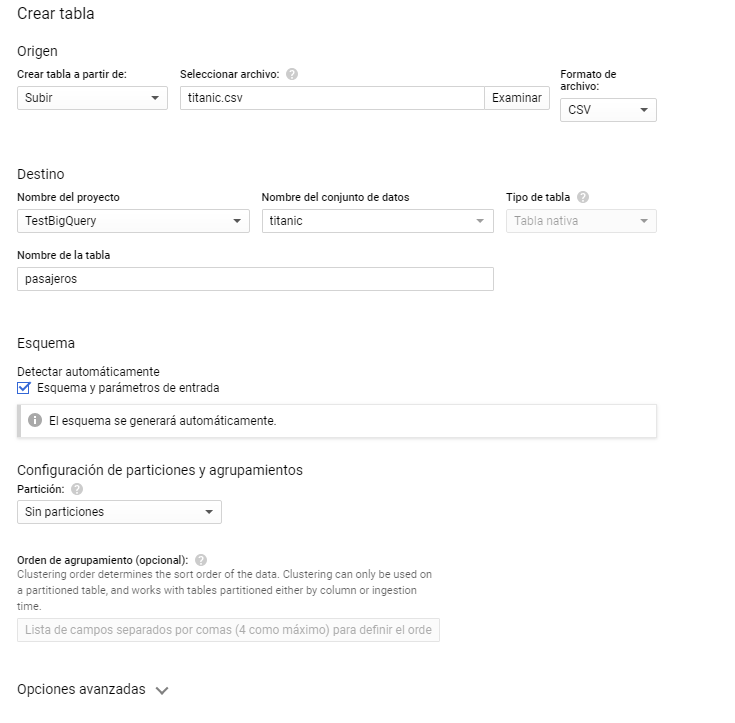 Crear tabla
Origen
Crear tabla a partir de:
Seleccionar archivo: ?
Formato de
archivo:
Subir
titanic.csv
Examinar
CSV
Destino
Nombre del proyecto
Nombre del conjunto de datos
Tipo de tabla ?
TestBigQuery
titanic
Tabla nativa
Nombre de la tabla
pasajeros
Esquema
Detectar automáticamente
Esquema y parámetros de entrada
El esquema se generará automáticamente.
Configuración de particiones y agrupamientos
Partición: ?
Sin particiones
Orden de agrupamiento (opcional): ?
Clustering order determines the sort order of the data. Clustering can only be used on
a partitioned table, and works with tables partitioned either by column or ingestion
time.
Lista de campos separados por comas (4 como máximo) para definir el orde
Opciones avanzadas